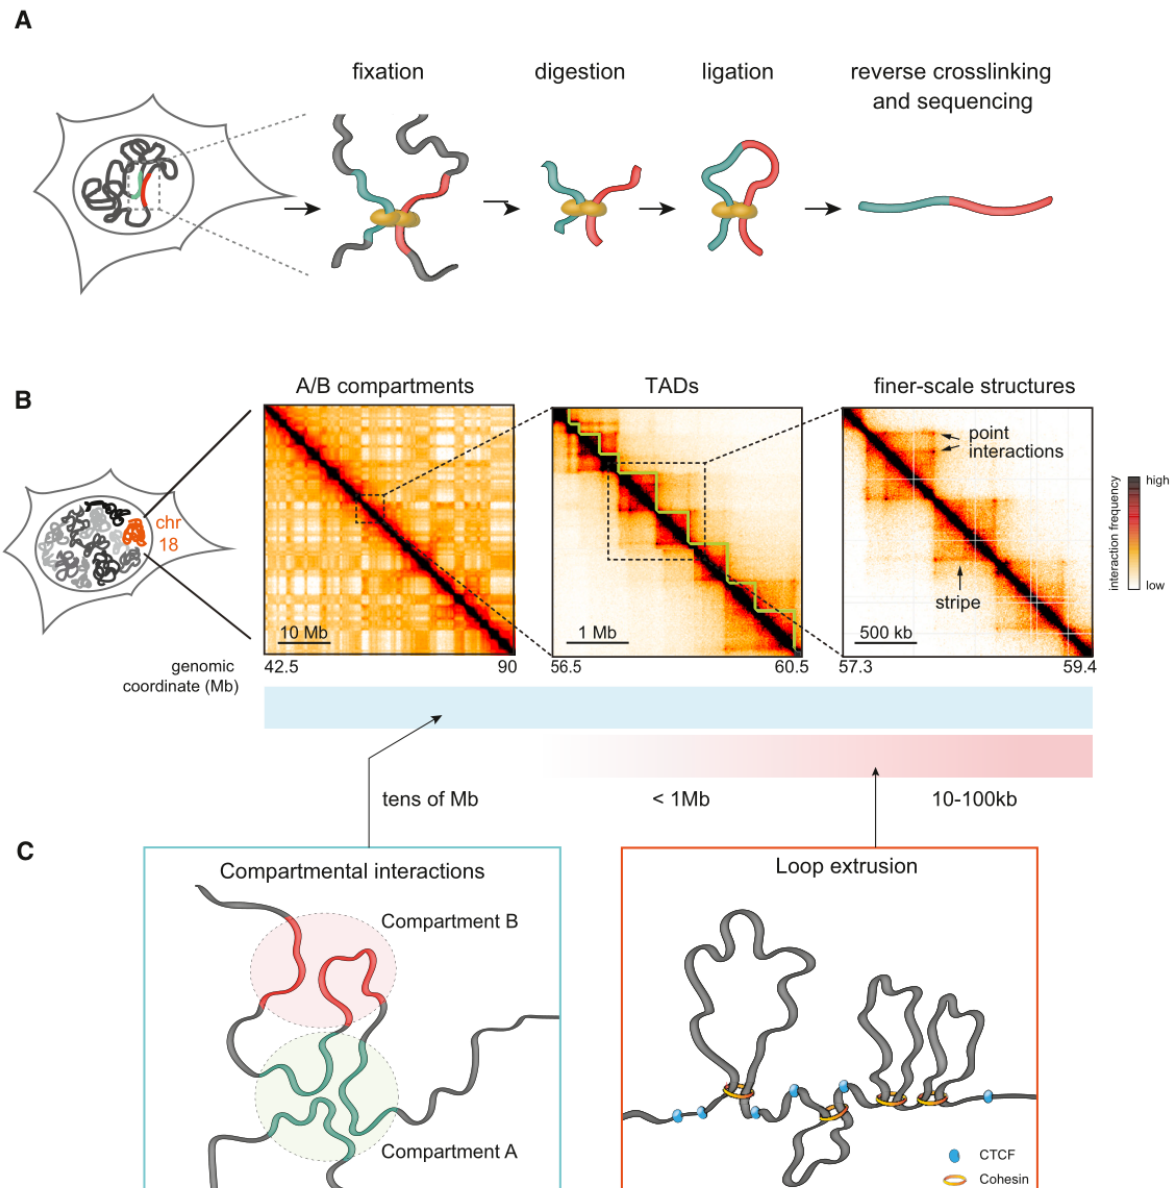 A
fixation
digestion
ligation
reverse crosslinking
and sequencing
B
A/B compartments
TADs
finer-scale structures
chr
18
point
interactions
stripe
interaction frequency
high
low
10 Mb
1 Mb
500 kb
genomic
coordinate (Mb)
42.5
90
56.5
60.5
57.3
59.4
tens of Mb
< 1Mb
10-100kb
C
Compartmental interactions
Compartment B
Compartment A
Loop extrusion
CTCF
Cohesin